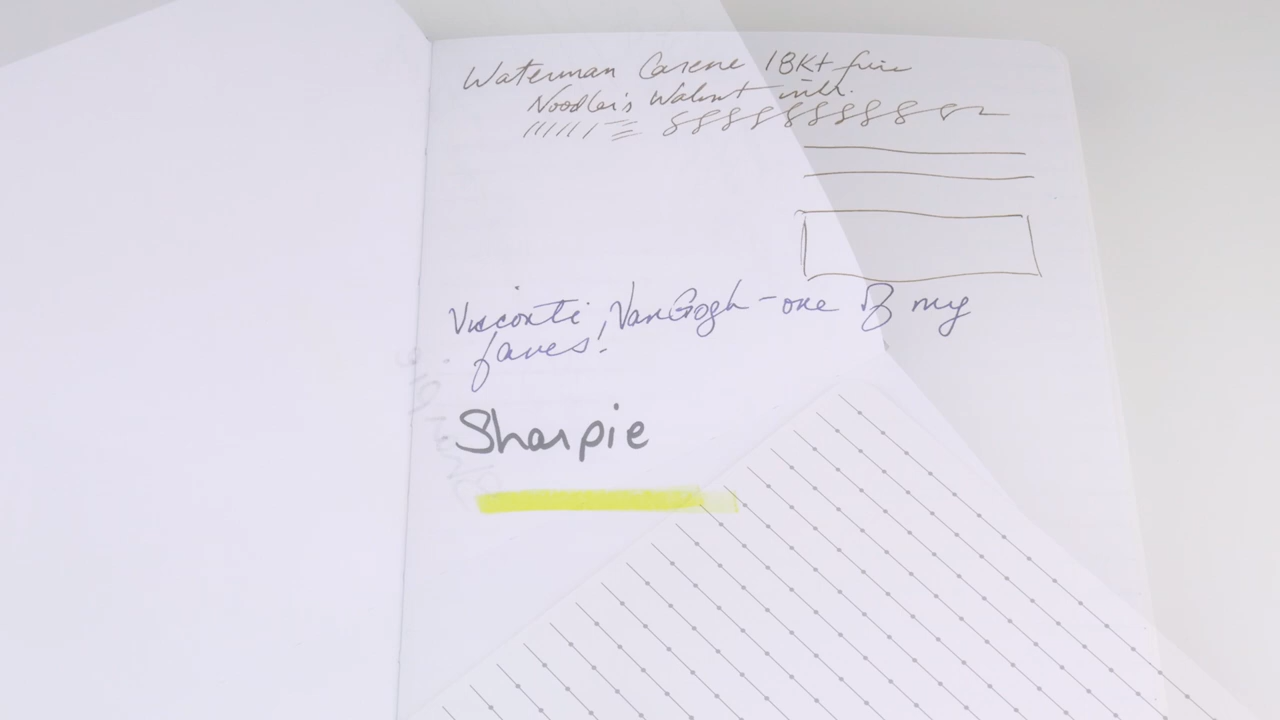 Waterman Carene 18Kt fine
Noodler's Walnut ink.
Visconti, VanGogh - one of my
faves!
Sharpie